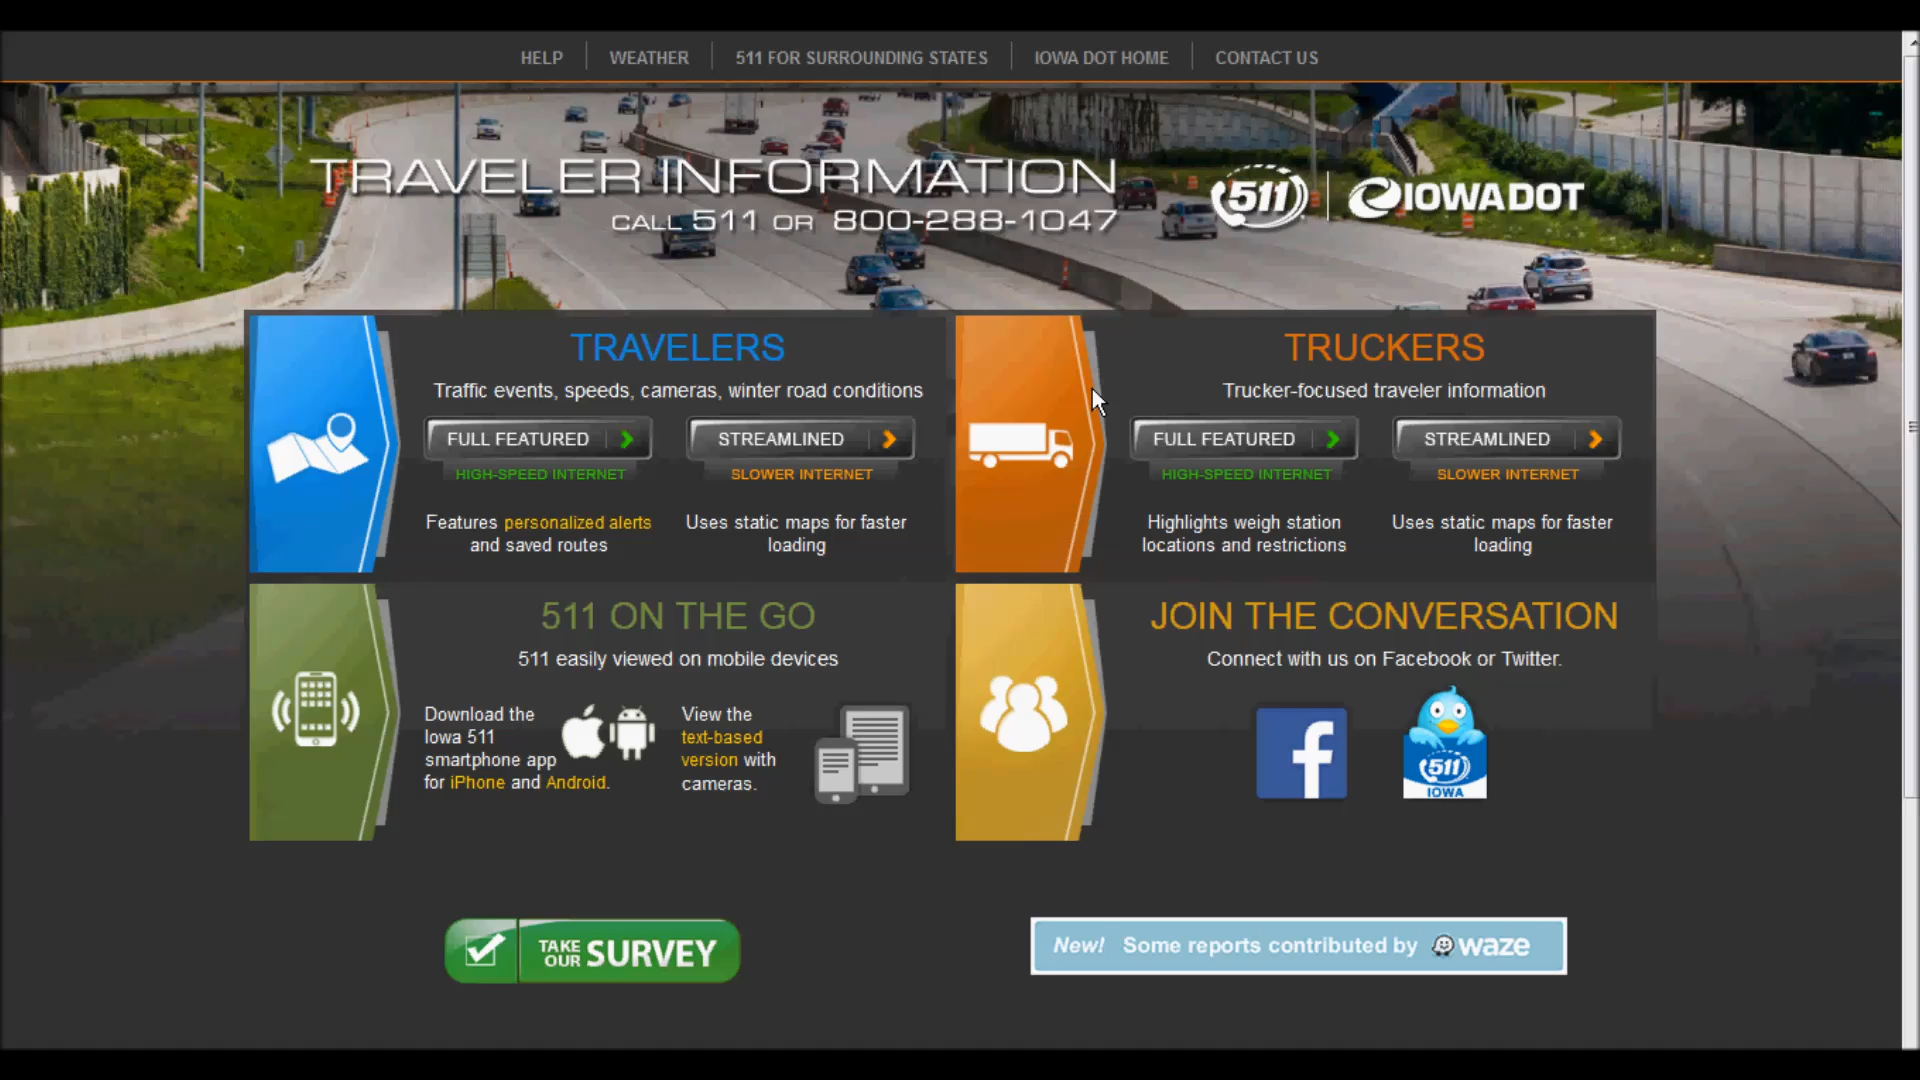 HELP
WEATHER
511 FOR SURROUNDING STATES
IOWA DOT HOME
CONTACT US
TRAVELER INFORMATION
CALL 511 OR 800-288-1047
511
IOWADOT
TRAVELERS
Traffic events, speeds, cameras, winter road conditions
FULL FEATURED
HIGH-SPEED INTERNET
Features personalized alerts
and saved routes
STREAMLINED
SLOWER INTERNET
Uses static maps for faster
loading
TRUCKERS
Trucker-focused traveler information
FULL FEATURED
HIGH-SPEED INTERNET
Highlights weigh station
locations and restrictions
STREAMLINED
SLOWER INTERNET
Uses static maps for faster
loading
511 ON THE GO
511 easily viewed on mobile devices
Download the
Iowa 511
smartphone app
for iPhone and Android.
View the
text-based
version with
cameras.
JOIN THE CONVERSATION
Connect with us on Facebook or Twitter.
f
511
IOWA
TAKE OUR SURVEY
New! Some reports contributed by waze